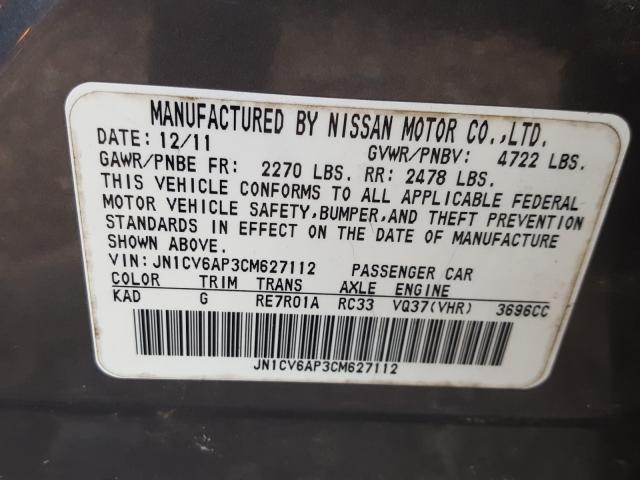 MANUFACTURED BY NISSAN MOTOR CO.,LTD.
DATE: 12/11 GVWR/PNBV: 4722 LBS.
GAWR/PNBE FR: 2270 LBS. RR: 2478 LBS.
THIS VEHICLE CONFORMS TO ALL APPLICABLE FEDERAL
MOTOR VEHICLE SAFETY,BUMPER,AND THEFT PREVENTION
STANDARDS IN EFFECT ON THE DATE OF MANUFACTURE
SHOWN ABOVE.
VIN: JN1CV6AP3CM627112 PASSENGER CAR
COLOR TRIM TRANS AXLE ENGINE
KAD G RE7R01A RC33 VQ37(VHR) 3696CC
JN1CV6AP3CM627112